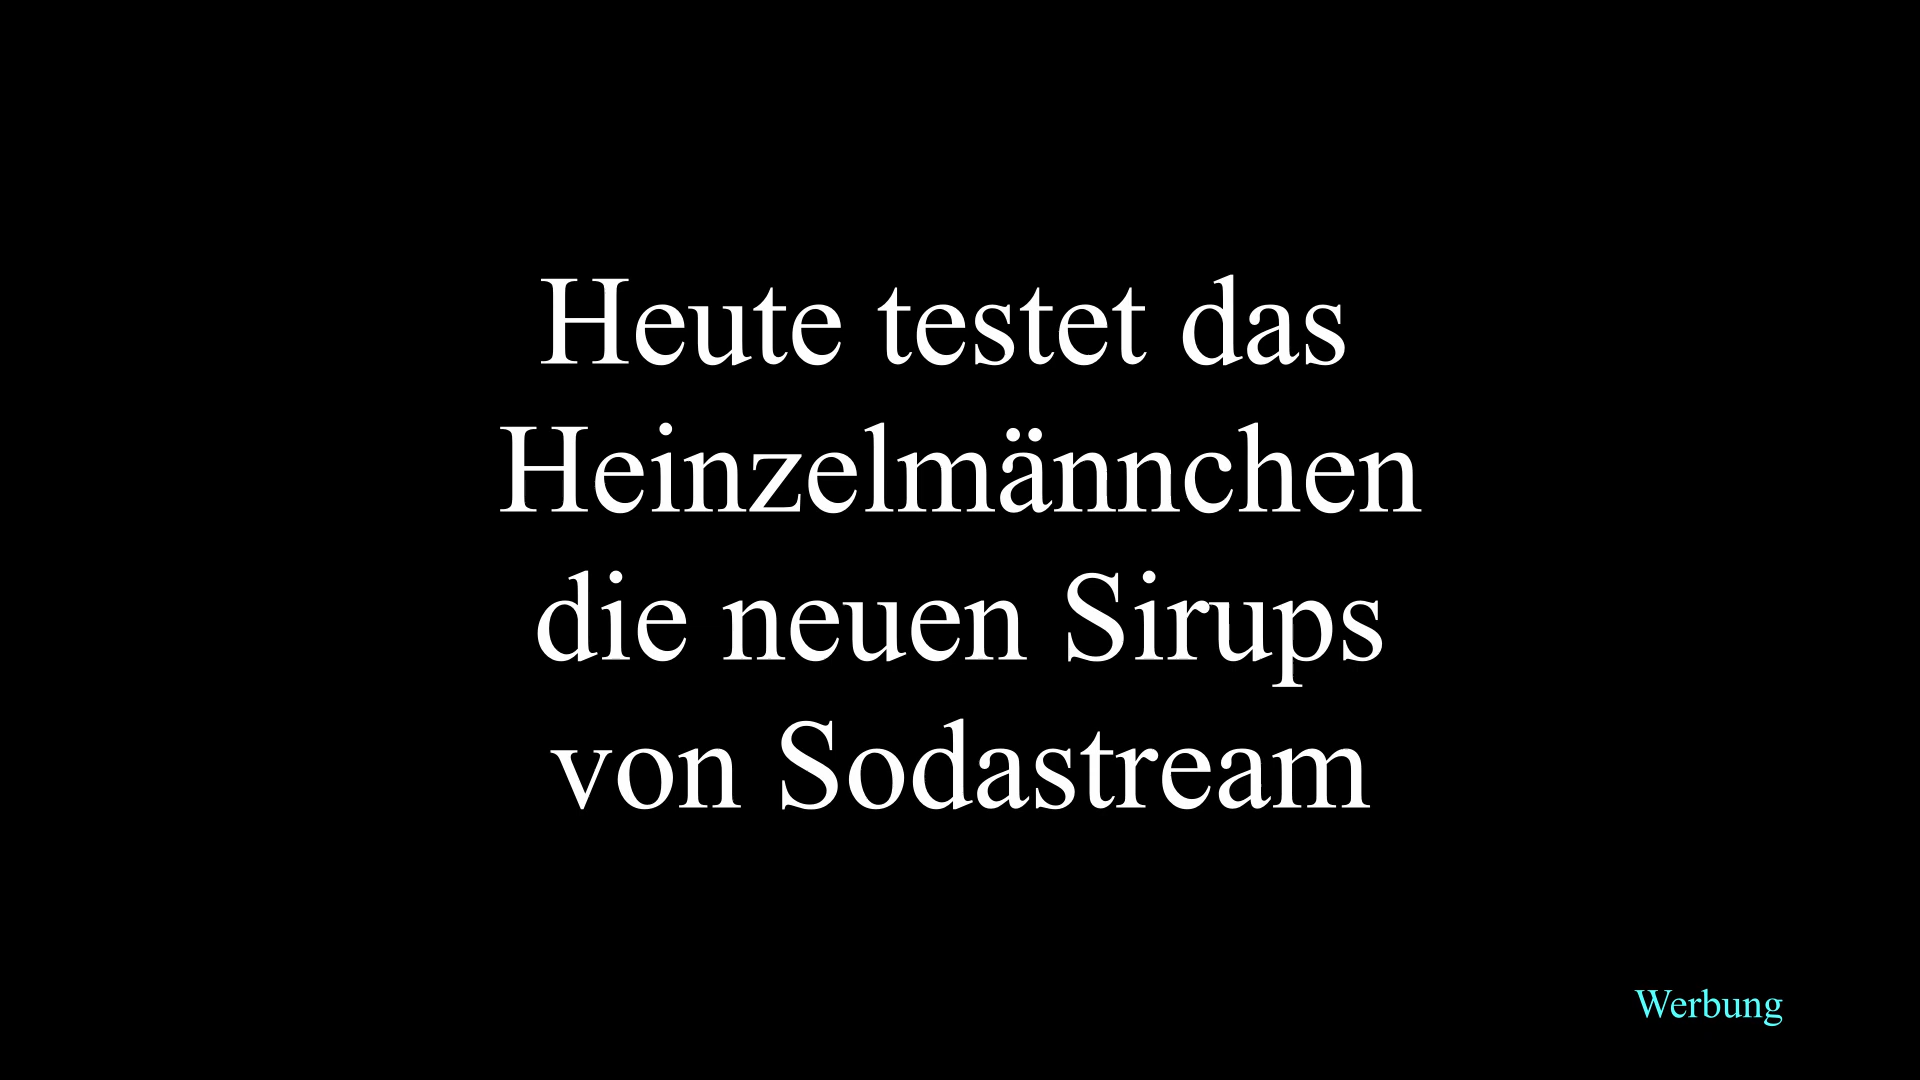 Heute testet das
Heinzelmännchen
die neuen Sirups
von Sodastream
Werbung